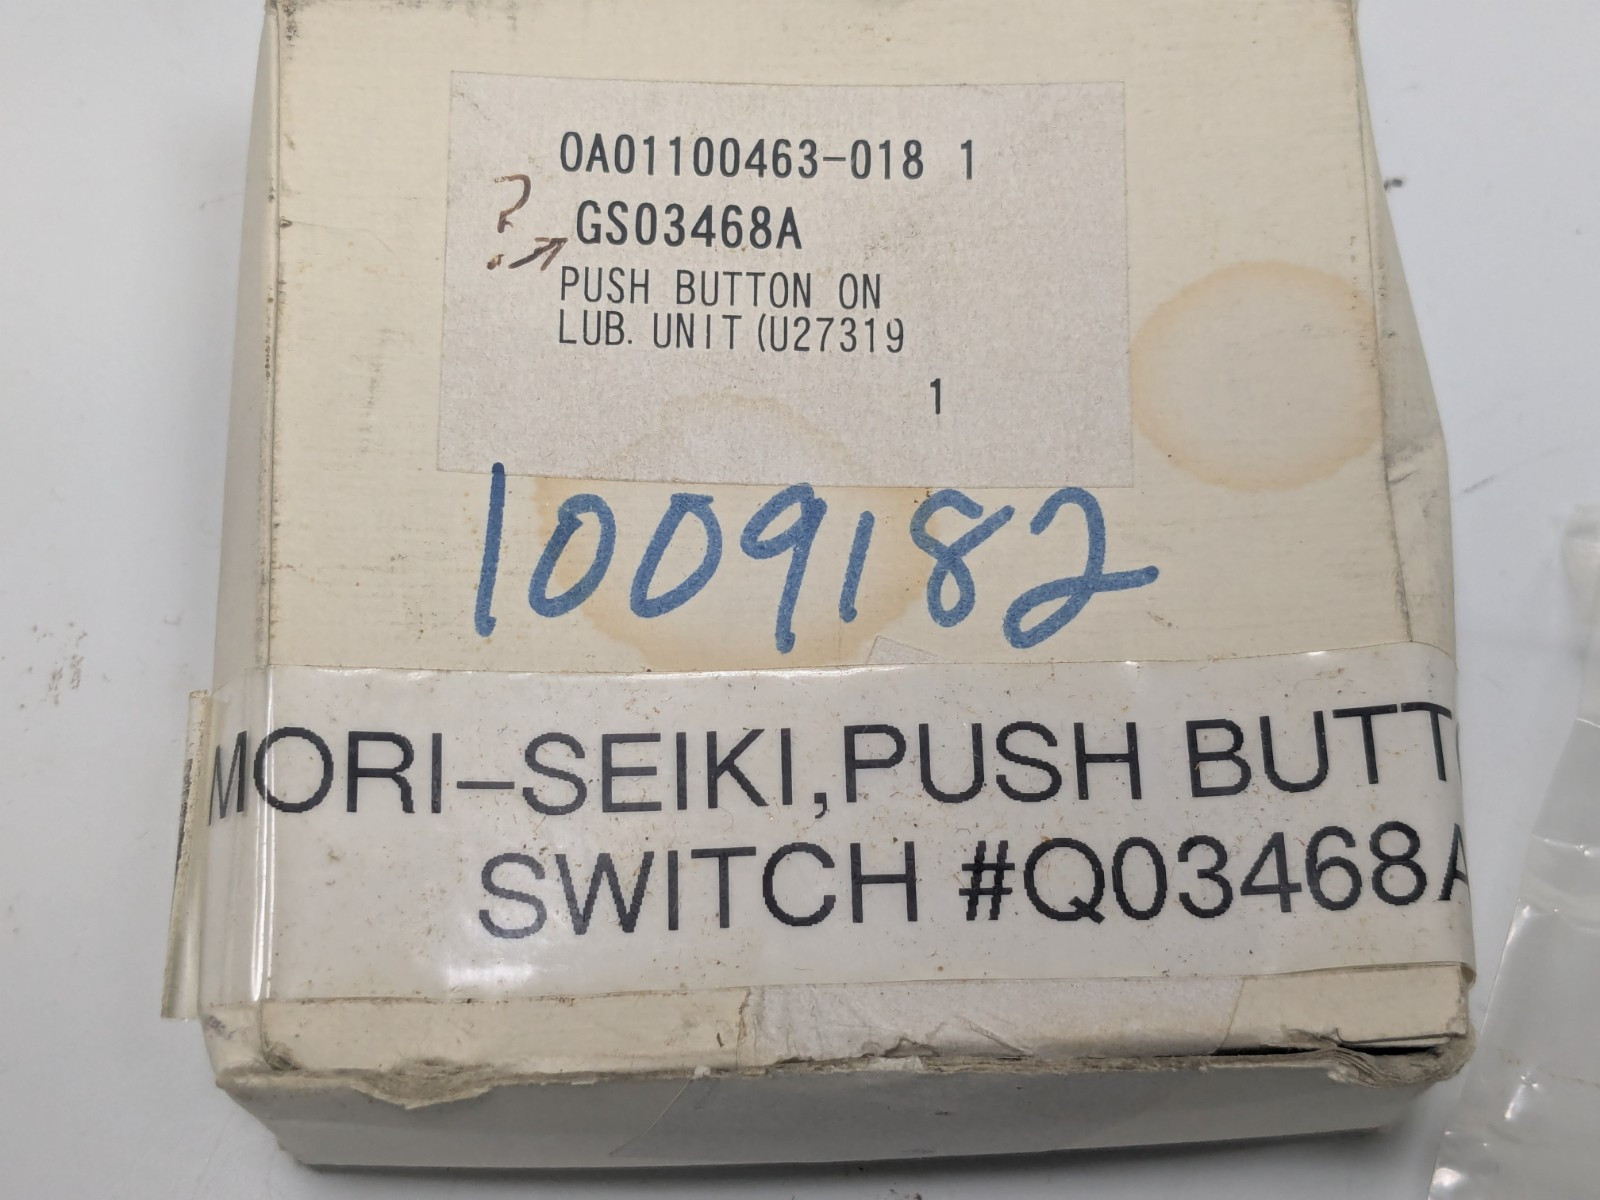 0A01100463-018 1
? GS03468A
PUSH BUTTON ON
LUB. UNIT (U27319
1
1009182
MORI-SEIKI, PUSH BUTT
SWITCH #Q03468A